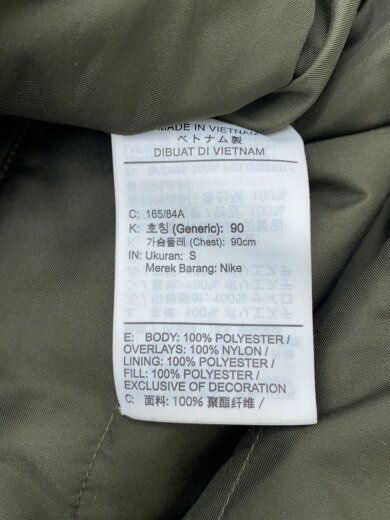 MADE IN VIETNAM
ベトナム製
DIBUAT DI VIETNAM
C: 165/84A
K: 호칭 (Generic): 90
가슴둘레 (Chest): 90cm
IN: Ukuran: S
Merek Barang: Nike
E: BODY: 100% POLYESTER /
OVERLAYS: 100% NYLON /
LINING: 100% POLYESTER /
FILL: 100% POLYESTER /
EXCLUSIVE OF DECORATION
C: 面料: 100% 聚酯纤维 /